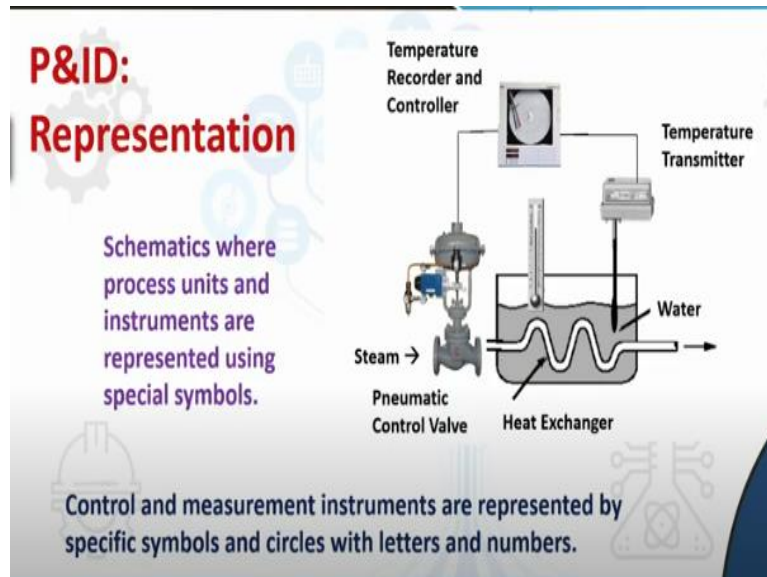 P&ID:
Representation
Schematics where
process units and
instruments are
represented using
special symbols.
Temperature
Recorder and
Controller
Temperature
Transmitter
Water
Steam →
Pneumatic
Control Valve
Heat Exchanger
Control and measurement instruments are represented by
specific symbols and circles with letters and numbers.